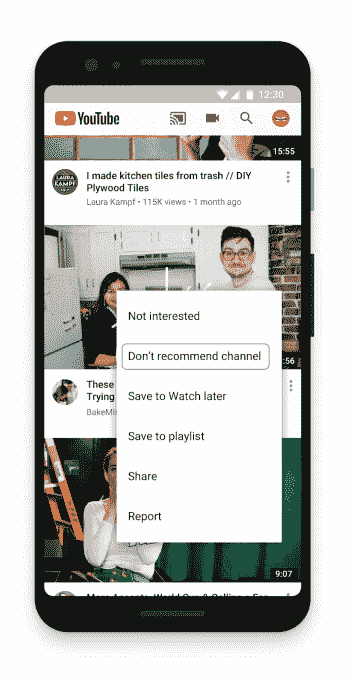 12:30
YouTube
15:55
LAURA KAMPF
I made kitchen tiles from trash // DIY
Plywood Tiles
Laura Kampf • 115K views • 1 month ago
Not interested
Don't recommend channel
:56
These
Trying
BakeMis
Save to Watch later
Save to playlist
Share
Report
9:07